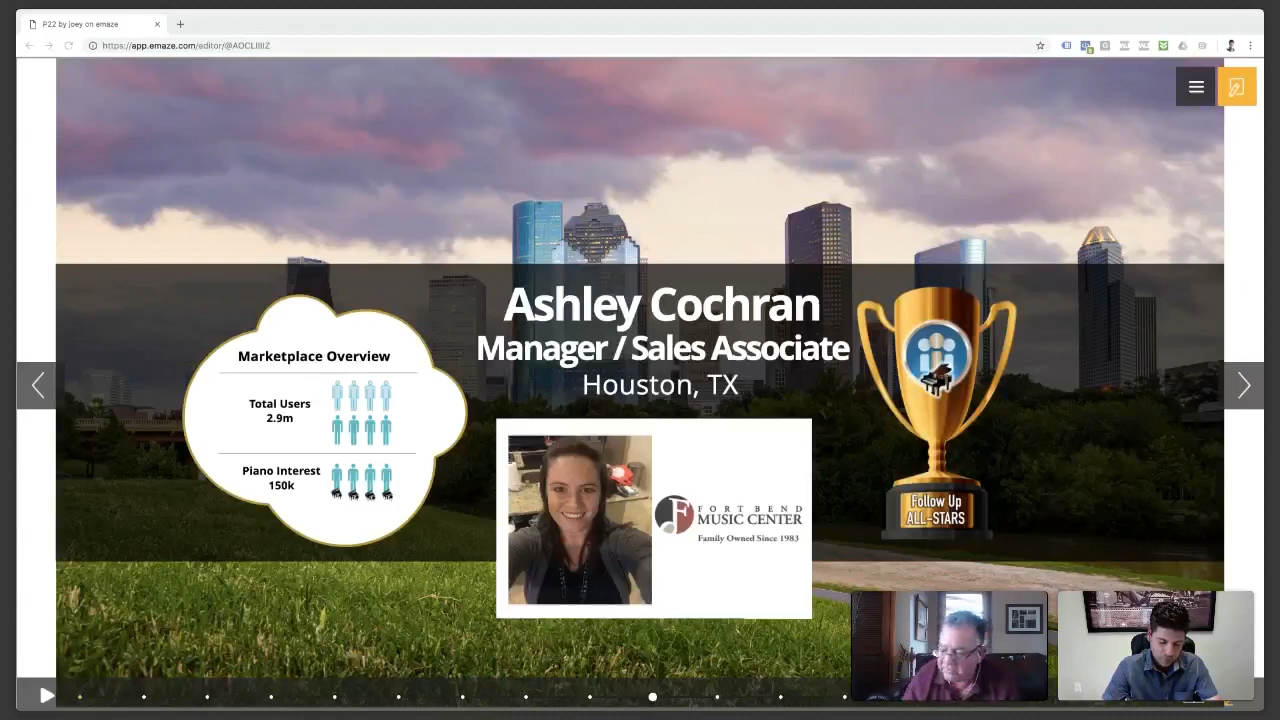 P22 by joey on emaze
https://app.emaze.com/editor/@AOCLIIIIZ
Ashley Cochran
Manager / Sales Associate
Houston, TX
Marketplace Overview
Total Users
2.9m
Piano Interest
150k
FORT BEND
MUSIC CENTER
Family Owned Since 1983
Follow Up
ALL-STARS